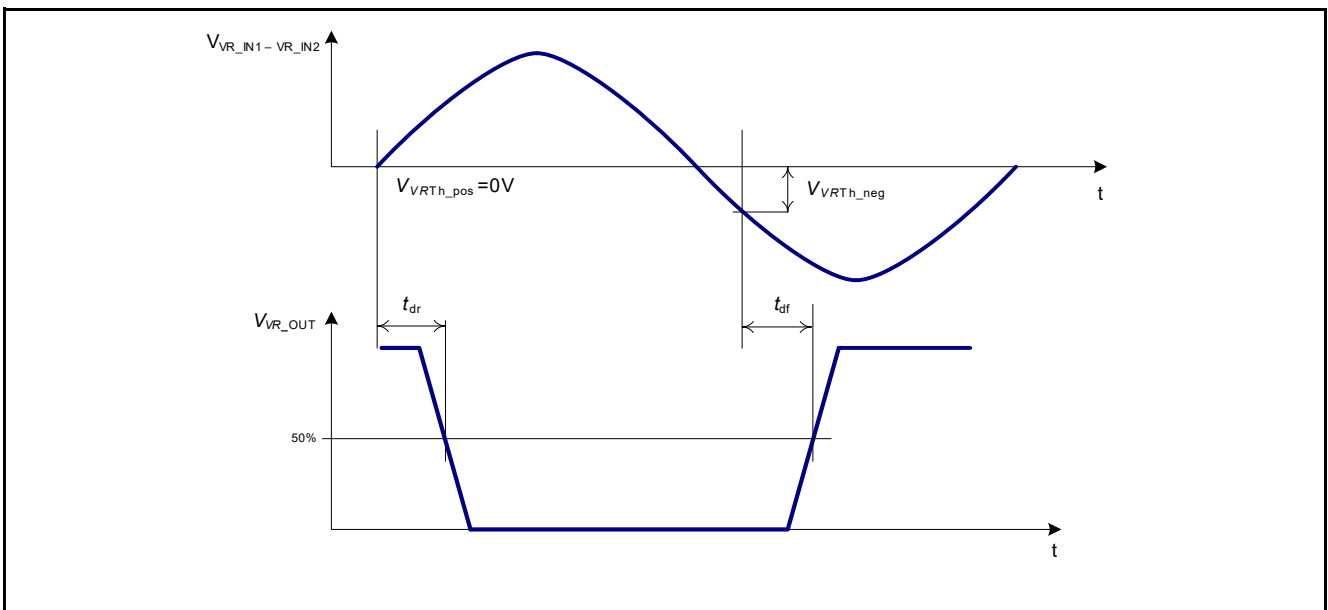 VVR_IN1 – VR_IN2
VVRTh_pos =0V
VVRTh_neg
t
tdr
tdf
VVR_OUT
50%
t